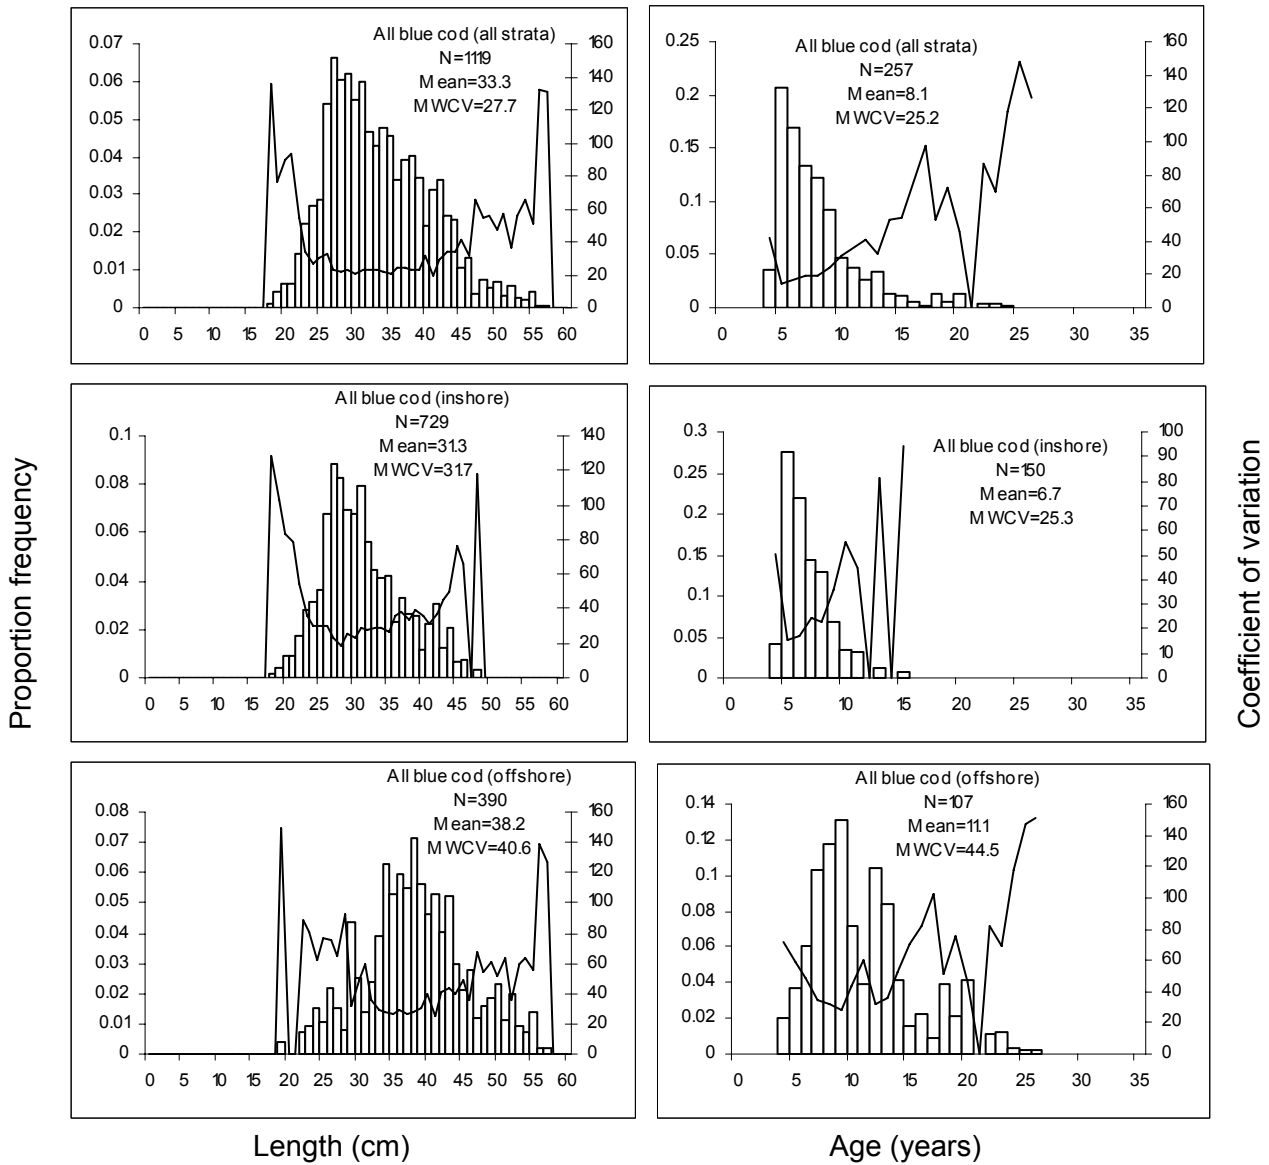 All blue cod (all strata)
N=1119
Mean=33.3
MWCV=27.7
0.07
0.06
0.05
0.04
0.03
0.02
0.01
0
160
140
120
100
80
60
40
20
0
0 5 10 15 20 25 30 35 40 45 50 55 60
All blue cod (all strata)
N=257
Mean=8.1
MWCV=25.2
0.25
0.2
0.15
0.1
0.05
0
160
140
120
100
80
60
40
20
0
0 5 10 15 20 25 30 35
All blue cod (inshore)
N=729
Mean=31.3
MWCV=31.7
0.1
0.08
0.06
0.04
0.02
0
140
120
100
80
60
40
20
0
0 5 10 15 20 25 30 35 40 45 50 55 60
All blue cod (inshore)
N=150
Mean=6.7
MWCV=25.3
0.3
0.25
0.2
0.15
0.1
0.05
0
100
90
80
70
60
50
40
30
20
10
0
0 5 10 15 20 25 30 35
All blue cod (offshore)
N=390
Mean=38.2
MWCV=40.6
0.08
0.07
0.06
0.05
0.04
0.03
0.02
0.01
0
160
140
120
100
80
60
40
20
0
0 5 10 15 20 25 30 35 40 45 50 55 60
All blue cod (offshore)
N=107
Mean=11.1
MWCV=44.5
0.14
0.12
0.1
0.08
0.06
0.04
0.02
0
160
140
120
100
80
60
40
20
0
0 5 10 15 20 25 30 35
Proportion frequency
Coefficient of variation
Length (cm)
Age (years)